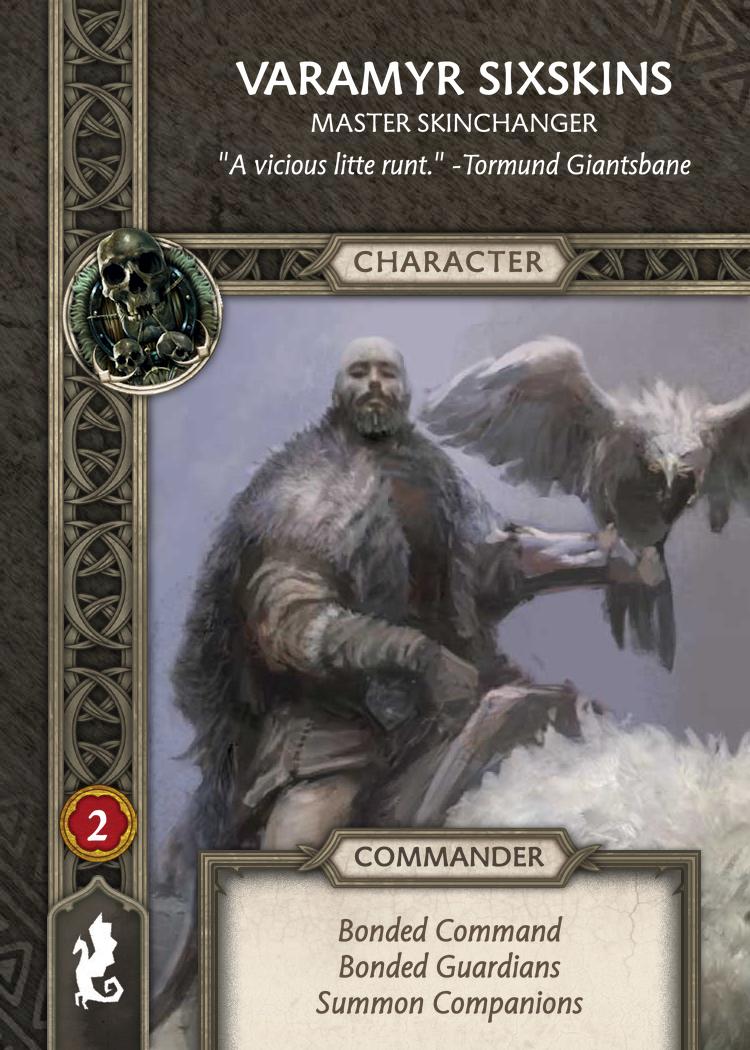 VARAMYR SIXSKINS
MASTER SKINCHANGER
"A vicious litte runt." -Tormund Giantsbane
CHARACTER
2
COMMANDER
Bonded Command
Bonded Guardians
Summon Companions